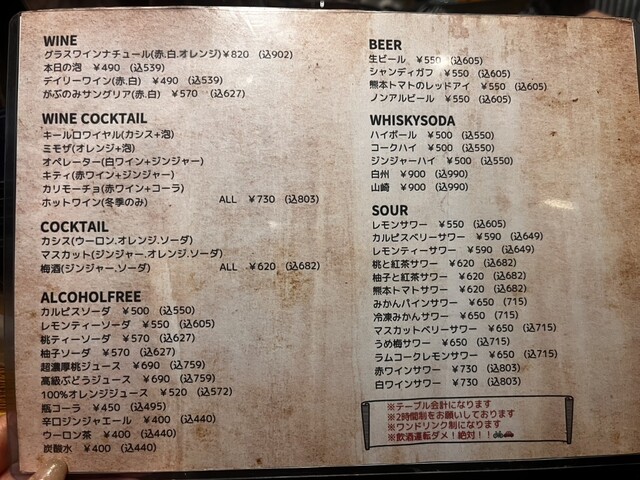 WINE
グラスワインナチュール(赤.白.オレンジ)￥820 (込902)
本日の泡 ￥490 (込539)
デイリーワイン(赤.白) ￥490 (込539)
がぶのみサングリア(赤.白) ￥570 (込627)
WINE COCKTAIL
キールロワイヤル(カシス+泡)
ミモザ(オレンジ+泡)
オペレーター(白ワイン+ジンジャー)
キティ(赤ワイン+ジンジャー)
カリモーチョ(赤ワイン+コーラ)
ホットワイン(冬季のみ) ALL ￥730 (込803)
COCKTAIL
カシス(ウーロン.オレンジ.ソーダ)
マスカット(ジンジャー.オレンジ.ソーダ)
梅酒(ジンジャー.ソーダ) ALL ￥620 (込682)
ALCOHOLFREE
カルピスソーダ ￥500 (込550)
レモンティーソーダ ￥550 (込605)
桃ティーソーダ ￥570 (込627)
柚子ソーダ ￥570 (込627)
超濃厚桃ジュース ￥690 (込759)
高級ぶどうジュース ￥690 (込759)
100%オレンジジュース ￥520 (込572)
瓶コーラ ￥450 (込495)
辛口ジンジャエール ￥400 (込440)
ウーロン茶 ￥400 (込440)
炭酸水 ￥400 (込440)
BEER
生ビール ￥550 (込605)
シャンディガフ ￥550 (込605)
熊本トマトのレッドアイ ￥550 (込605)
ノンアルビール ￥550 (込605)
WHISKYSODA
ハイボール ￥500 (込550)
コークハイ ￥500 (込550)
ジンジャーハイ ￥500 (込550)
白州 ￥900 (込990)
山崎 ￥900 (込990)
SOUR
レモンサワー ￥550 (込605)
カルピスベリーサワー ￥590 (込649)
レモンティーサワー ￥590 (込649)
桃と紅茶サワー ￥620 (込682)
柚子と紅茶サワー ￥620 (込682)
熊本トマトサワー ￥620 (込682)
みかんパインサワー ￥650 (715)
冷凍みかんサワー ￥650 (715)
マスカットベリーサワー ￥650 (込715)
うめ梅サワー ￥650 (込715)
ラムコークレモンサワー ￥650 (込715)
赤ワインサワー ￥730 (込803)
白ワインサワー ￥730 (込803)
※テーブル会計になります
※2時間制をお願いしております
※ワンドリンク制になります
※飲酒運転ダメ！絶対！！🚲🚗